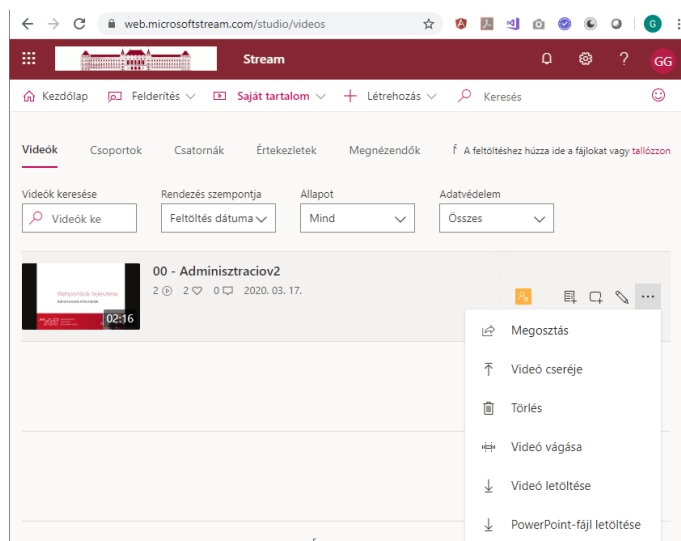 web.microsoftstream.com/studio/videos
G
Stream
?
GG
Kezdőlap
Felderítés
Saját tartalom
Létrehozás
Keresés
Videók
Csoportok
Csatornák
Értekezletek
Megnézendők
A feltöltéshez húzza ide a fájlokat vagy tallózzon
Videók keresése
Rendezés szempontja
Állapot
Adatvédelem
Videók ke
Feltöltés dátuma
Mind
Összes
Webportálok fejlesztése
02:16
00 - Adminisztraciov2
2 2 0 2020. 03. 17.
Megosztás
Videó cseréje
Törlés
Videó vágása
Videó letöltése
PowerPoint-fájl letöltése